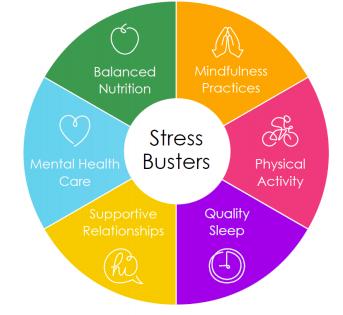 Balanced
Nutrition
Mindfulness
Practices
Mental Health
Care
Stress
Busters
Physical
Activity
Supportive
Relationships
Quality
Sleep
hi